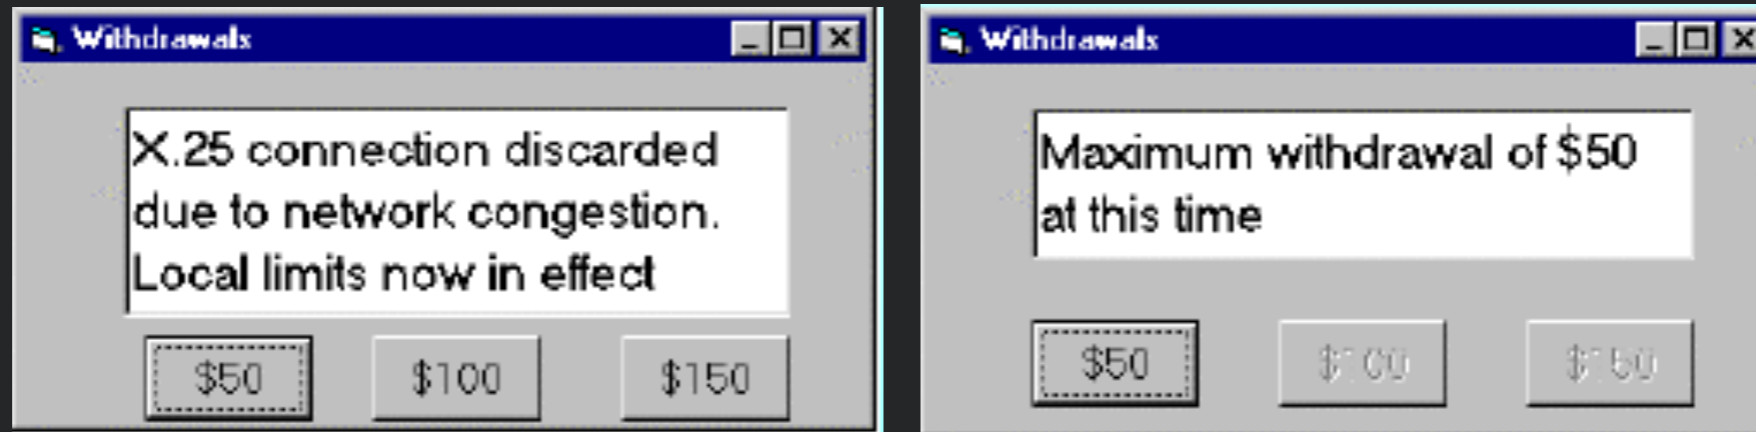 Withdrawals
X.25 connection discarded
due to network congestion.
Local limits now in effect
$50 $100 $150
Withdrawals
Maximum withdrawal of $50
at this time
$50 $100 $150